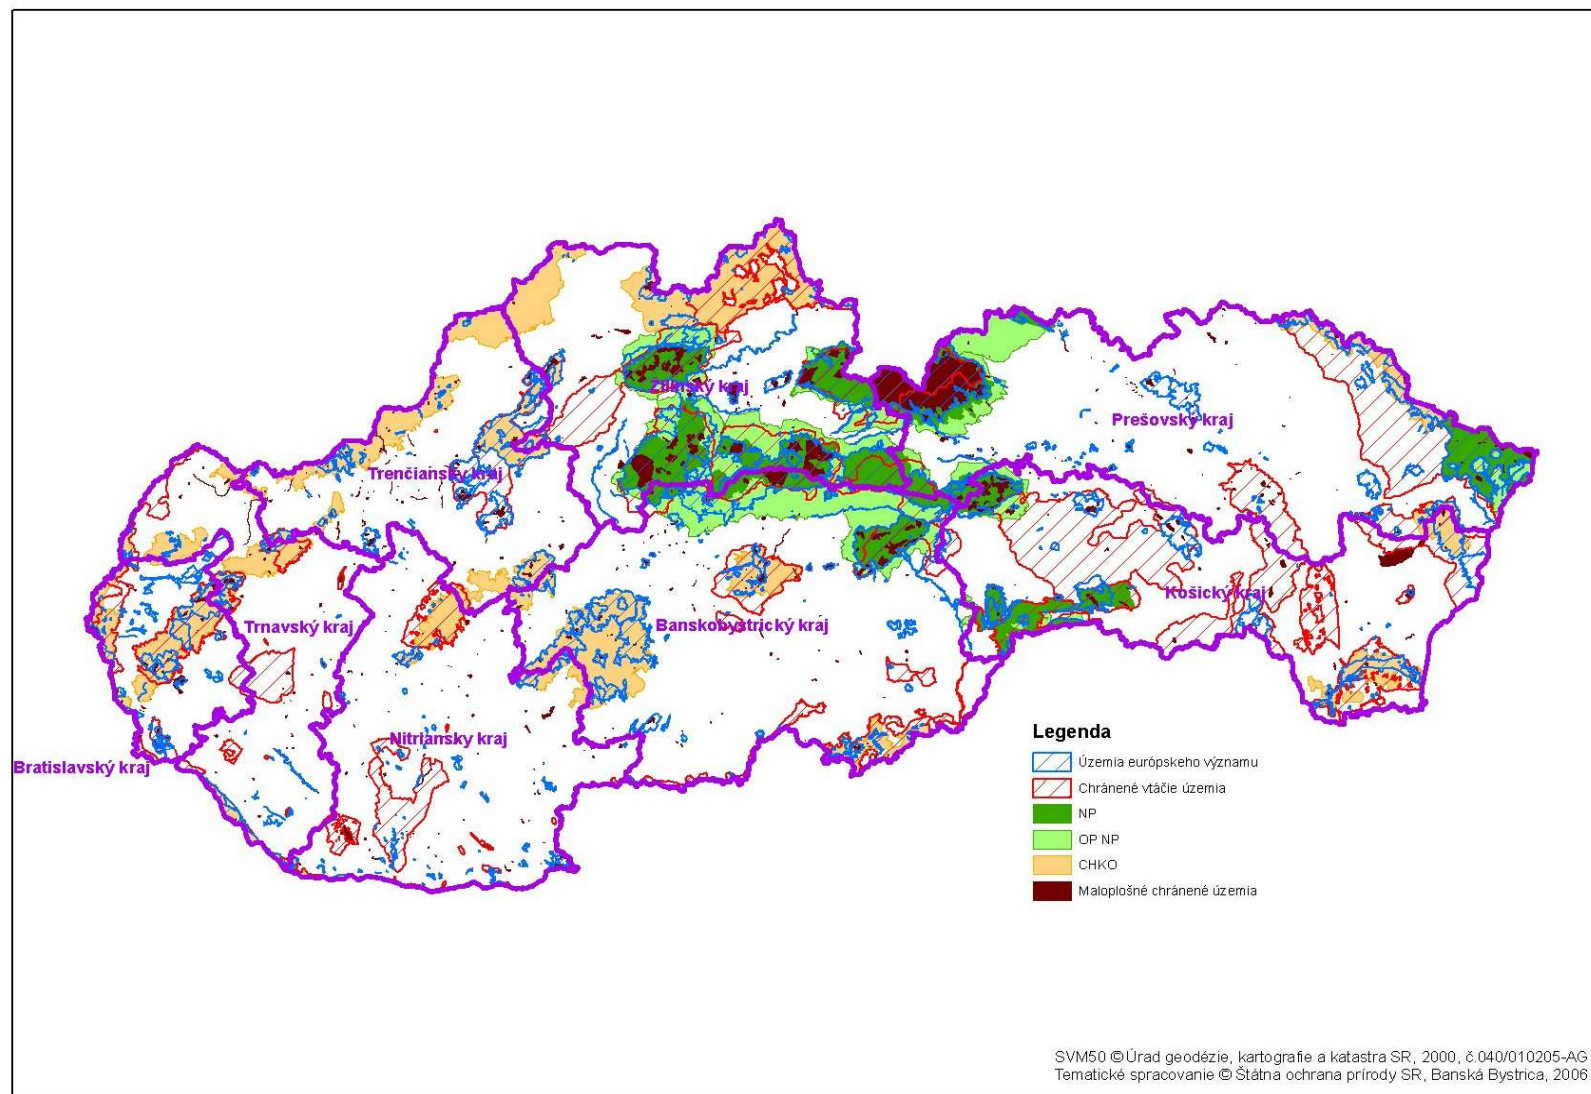 Žilinský kraj
Prešovský kraj
Trenčiansky kraj
Košický kraj
Trnavský kraj
Banskobystrický kraj
Nitriansky kraj
Bratislavský kraj
Legenda
Územia európskeho významu
Chránené vtáčie územia
NP
OP NP
CHKO
Maloplošné chránené územia
SVM50 © Úrad geodézie, kartografie a katastra SR, 2000, č.040/010205-AG
Tematické spracovanie © Štátna ochrana prírody SR, Banská Bystrica, 2006